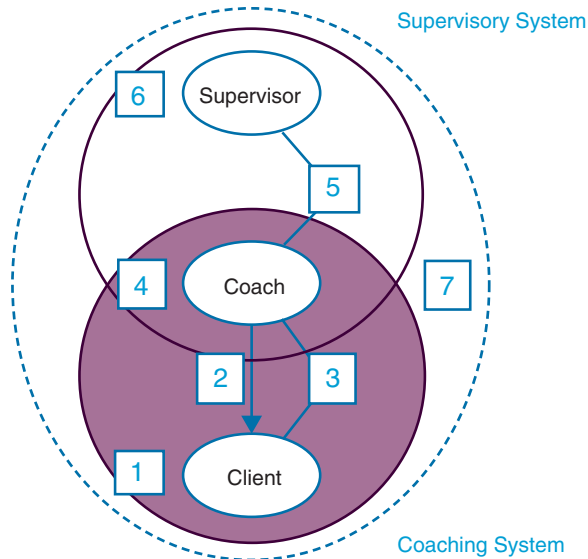 Supervisory System
6
Supervisor
5
4
Coach
7
2
3
1
Client
Coaching System